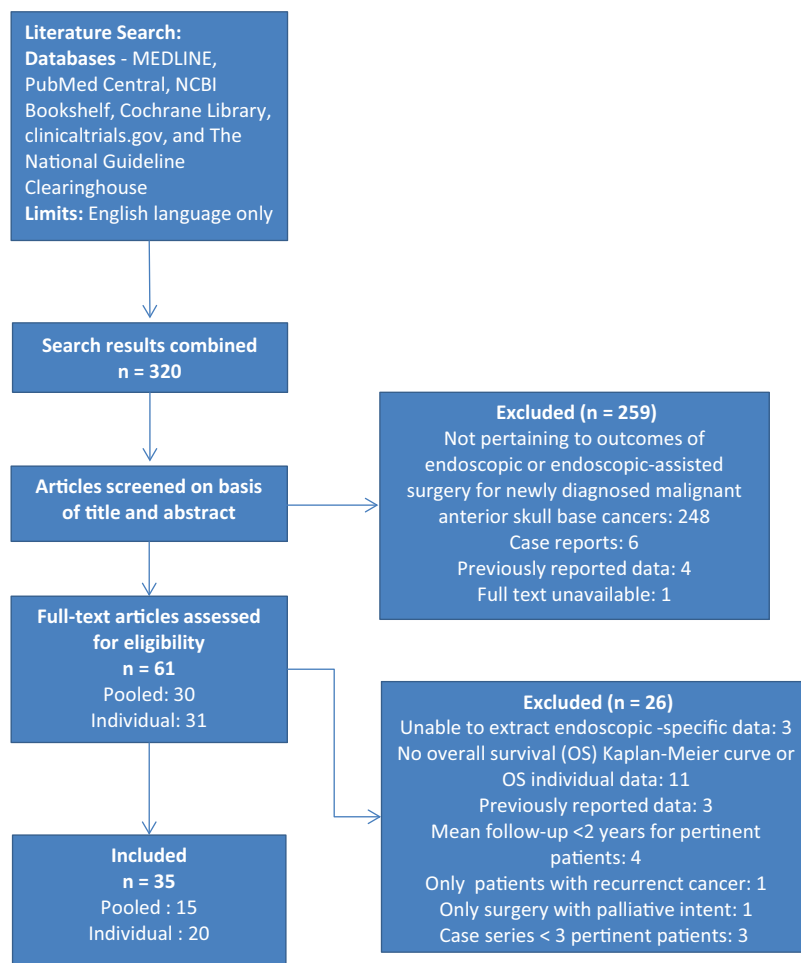 Literature Search:
Databases - MEDLINE,
PubMed Central, NCBI
Bookshelf, Cochrane Library,
clinicaltrials.gov, and The
National Guideline
Clearinghouse
Limits: English language only
Search results combined
n = 320
Articles screened on basis
of title and abstract
Excluded (n = 259)
Not pertaining to outcomes of
endoscopic or endoscopic-assisted
surgery for newly diagnosed malignant
anterior skull base cancers: 248
Case reports: 6
Previously reported data: 4
Full text unavailable: 1
Full-text articles assessed
for eligibility
n = 61
Pooled: 30
Individual: 31
Excluded (n = 26)
Unable to extract endoscopic -specific data: 3
No overall survival (OS) Kaplan-Meier curve or
OS individual data: 11
Previously reported data: 3
Mean follow-up <2 years for pertinent
patients: 4
Only patients with recurrenct cancer: 1
Only surgery with palliative intent: 1
Case series < 3 pertinent patients: 3
Included
n = 35
Pooled : 15
Individual : 20